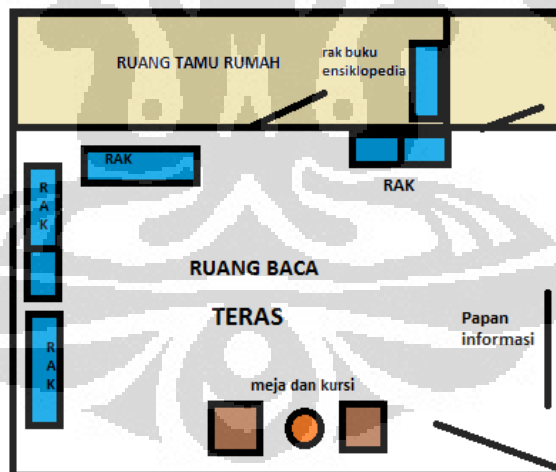 RUANG TAMU RUMAH
rak buku
ensiklopedia
RAK
RAK
R
A
K
RUANG BACA
TERAS
Papan
informasi
R
A
K
meja dan kursi